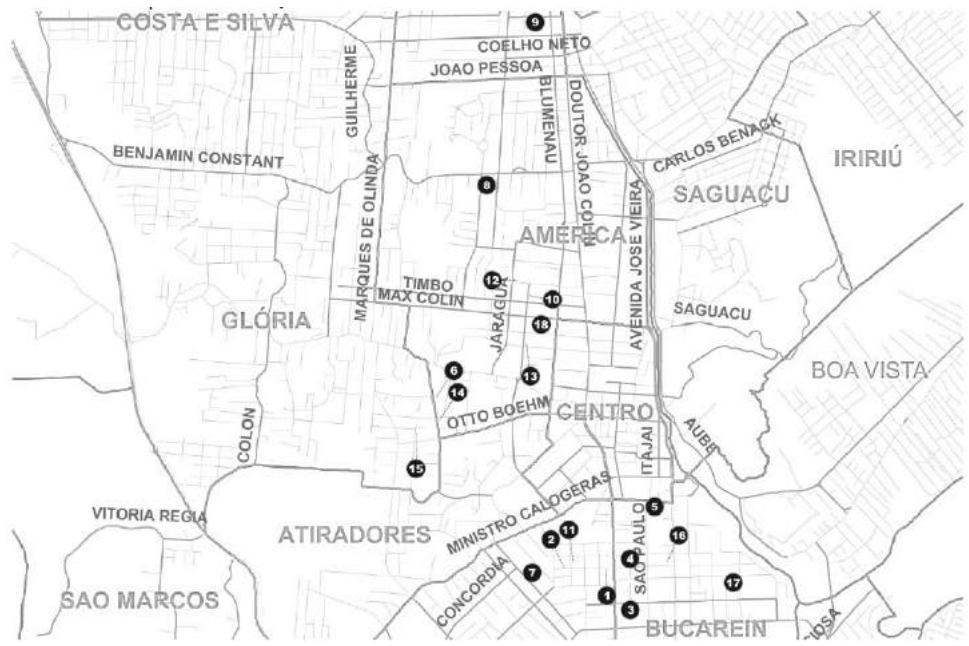 COSTA E SILVA
9
COELHO NETO
JOAO PESSOA
GUILHERME
BLUMENAU
DOUTOR JOAO COLIN
BENJAMIN CONSTANT
CARLOS BENACK
IRIRIÚ
MARQUES DE OLINDA
8
AVENIDA JOSE VIEIRA
SAGUACU
AMÉRICA
12
TIMBO
MAX COLIN
10
JARAGUA
18
GLÓRIA
SAGUACU
6
13
BOA VISTA
14
OTTO BOEHM
CENTRO
COLON
ITAJAI
AUBE
15
VITORIA REGIA
MINISTRO CALOGERAS
5
ATIRADORES
11
2
SAO PAULO
16
4
7
CONCORDIA
17
SAO MARCOS
1
3
BUCAREIN